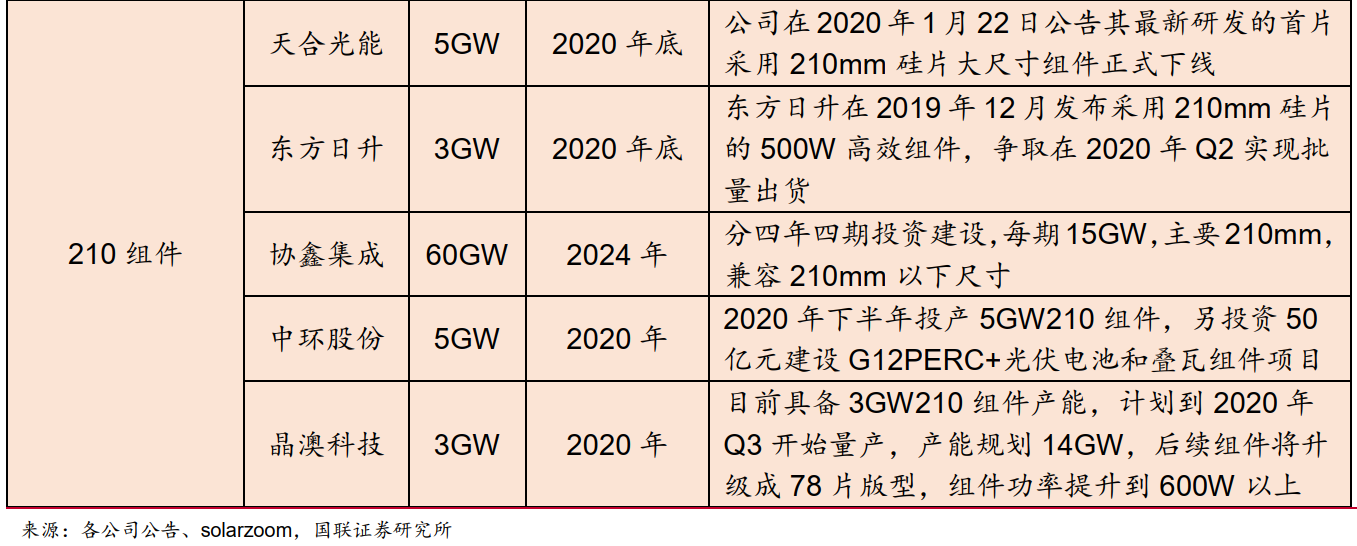 210 组件
天合光能
5GW
2020 年底
公司在 2020 年 1 月 22 日公告其最新研发的首片
采用 210mm 硅片大尺寸组件正式下线
东方日升
3GW
2020 年底
东方日升在 2019 年 12 月发布采用 210mm 硅片
的 500W 高效组件，争取在 2020 年 Q2 实现批
量出货
协鑫集成
60GW
2024 年
分四年四期投资建设，每期 15GW，主要 210mm，
兼容 210mm 以下尺寸
中环股份
5GW
2020 年
2020 年下半年投产 5GW210 组件，另投资 50
亿元建设 G12PERC+光伏电池和叠瓦组件项目
晶澳科技
3GW
2020 年
目前具备 3GW210 组件产能，计划到 2020 年
Q3 开始量产，产能规划 14GW，后续组件将升
级成 78 片版型，组件功率提升到 600W 以上
来源：各公司公告、solarzoom，国联证券研究所